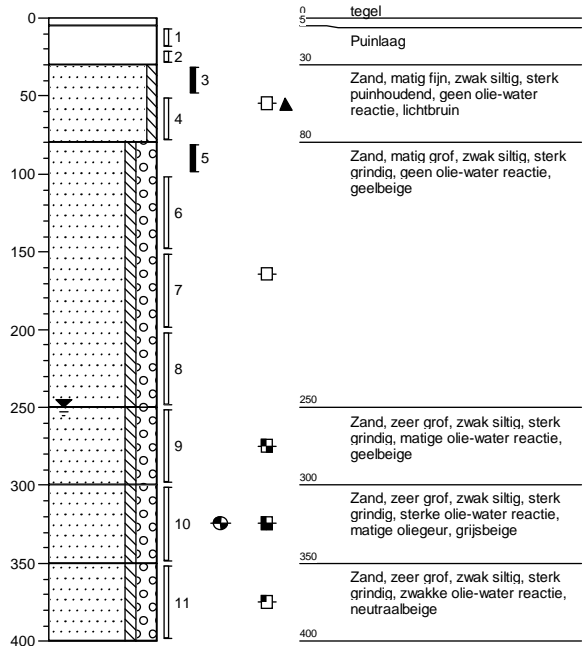 0
50
100
150
200
250
300
350
400
1
2
3
4
5
6
7
8
9
10
11
0
tegel
5
Puinlaag
30
Zand, matig fijn, zwak siltig, sterk
puinhoudend, geen olie-water
reactie, lichtbruin
80
Zand, matig grof, zwak siltig, sterk
grindig, geen olie-water reactie,
geelbeige
250
Zand, zeer grof, zwak siltig, sterk
grindig, matige olie-water reactie,
geelbeige
300
Zand, zeer grof, zwak siltig, sterk
grindig, sterke olie-water reactie,
matige oliegeur, grijsbeige
350
Zand, zeer grof, zwak siltig, sterk
grindig, zwakke olie-water reactie,
neutraalbeige
400